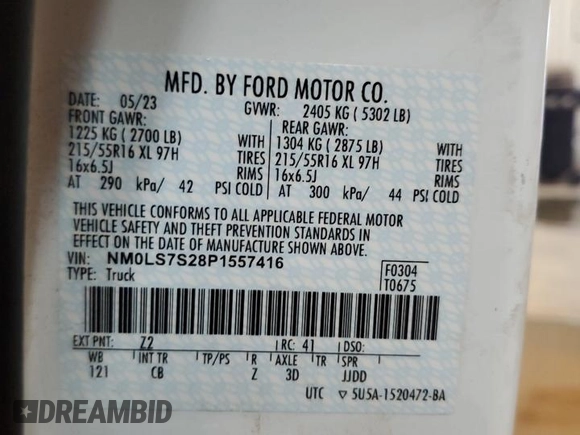 MFD. BY FORD MOTOR CO.
DATE: 05/23 GVWR: 2405 KG ( 5302 LB)
FRONT GAWR: REAR GAWR:
1225 KG ( 2700 LB) WITH 1304 KG ( 2875 LB) WITH
215/55R16 XL 97H TIRES 215/55R16 XL 97H TIRES
16x6.5J RIMS 16x6.5J RIMS
AT 290 kPa/ 42 PSI COLD AT 300 kPa/ 44 PSI COLD
THIS VEHICLE CONFORMS TO ALL APPLICABLE FEDERAL MOTOR
VEHICLE SAFETY AND THEFT PREVENTION STANDARDS IN
EFFECT ON THE DATE OF MANUFACTURE SHOWN ABOVE.
VIN: NM0LS7S28P1557416 F0304
TYPE: Truck T0675
EXT PNT: Z2 RC: 41 DSO:
WB INT TR TP/PS R AXLE TR SPR
121 CB Z 3D JJDD
UTC ▽ 5U5A-1520472-BA
DREAMBID